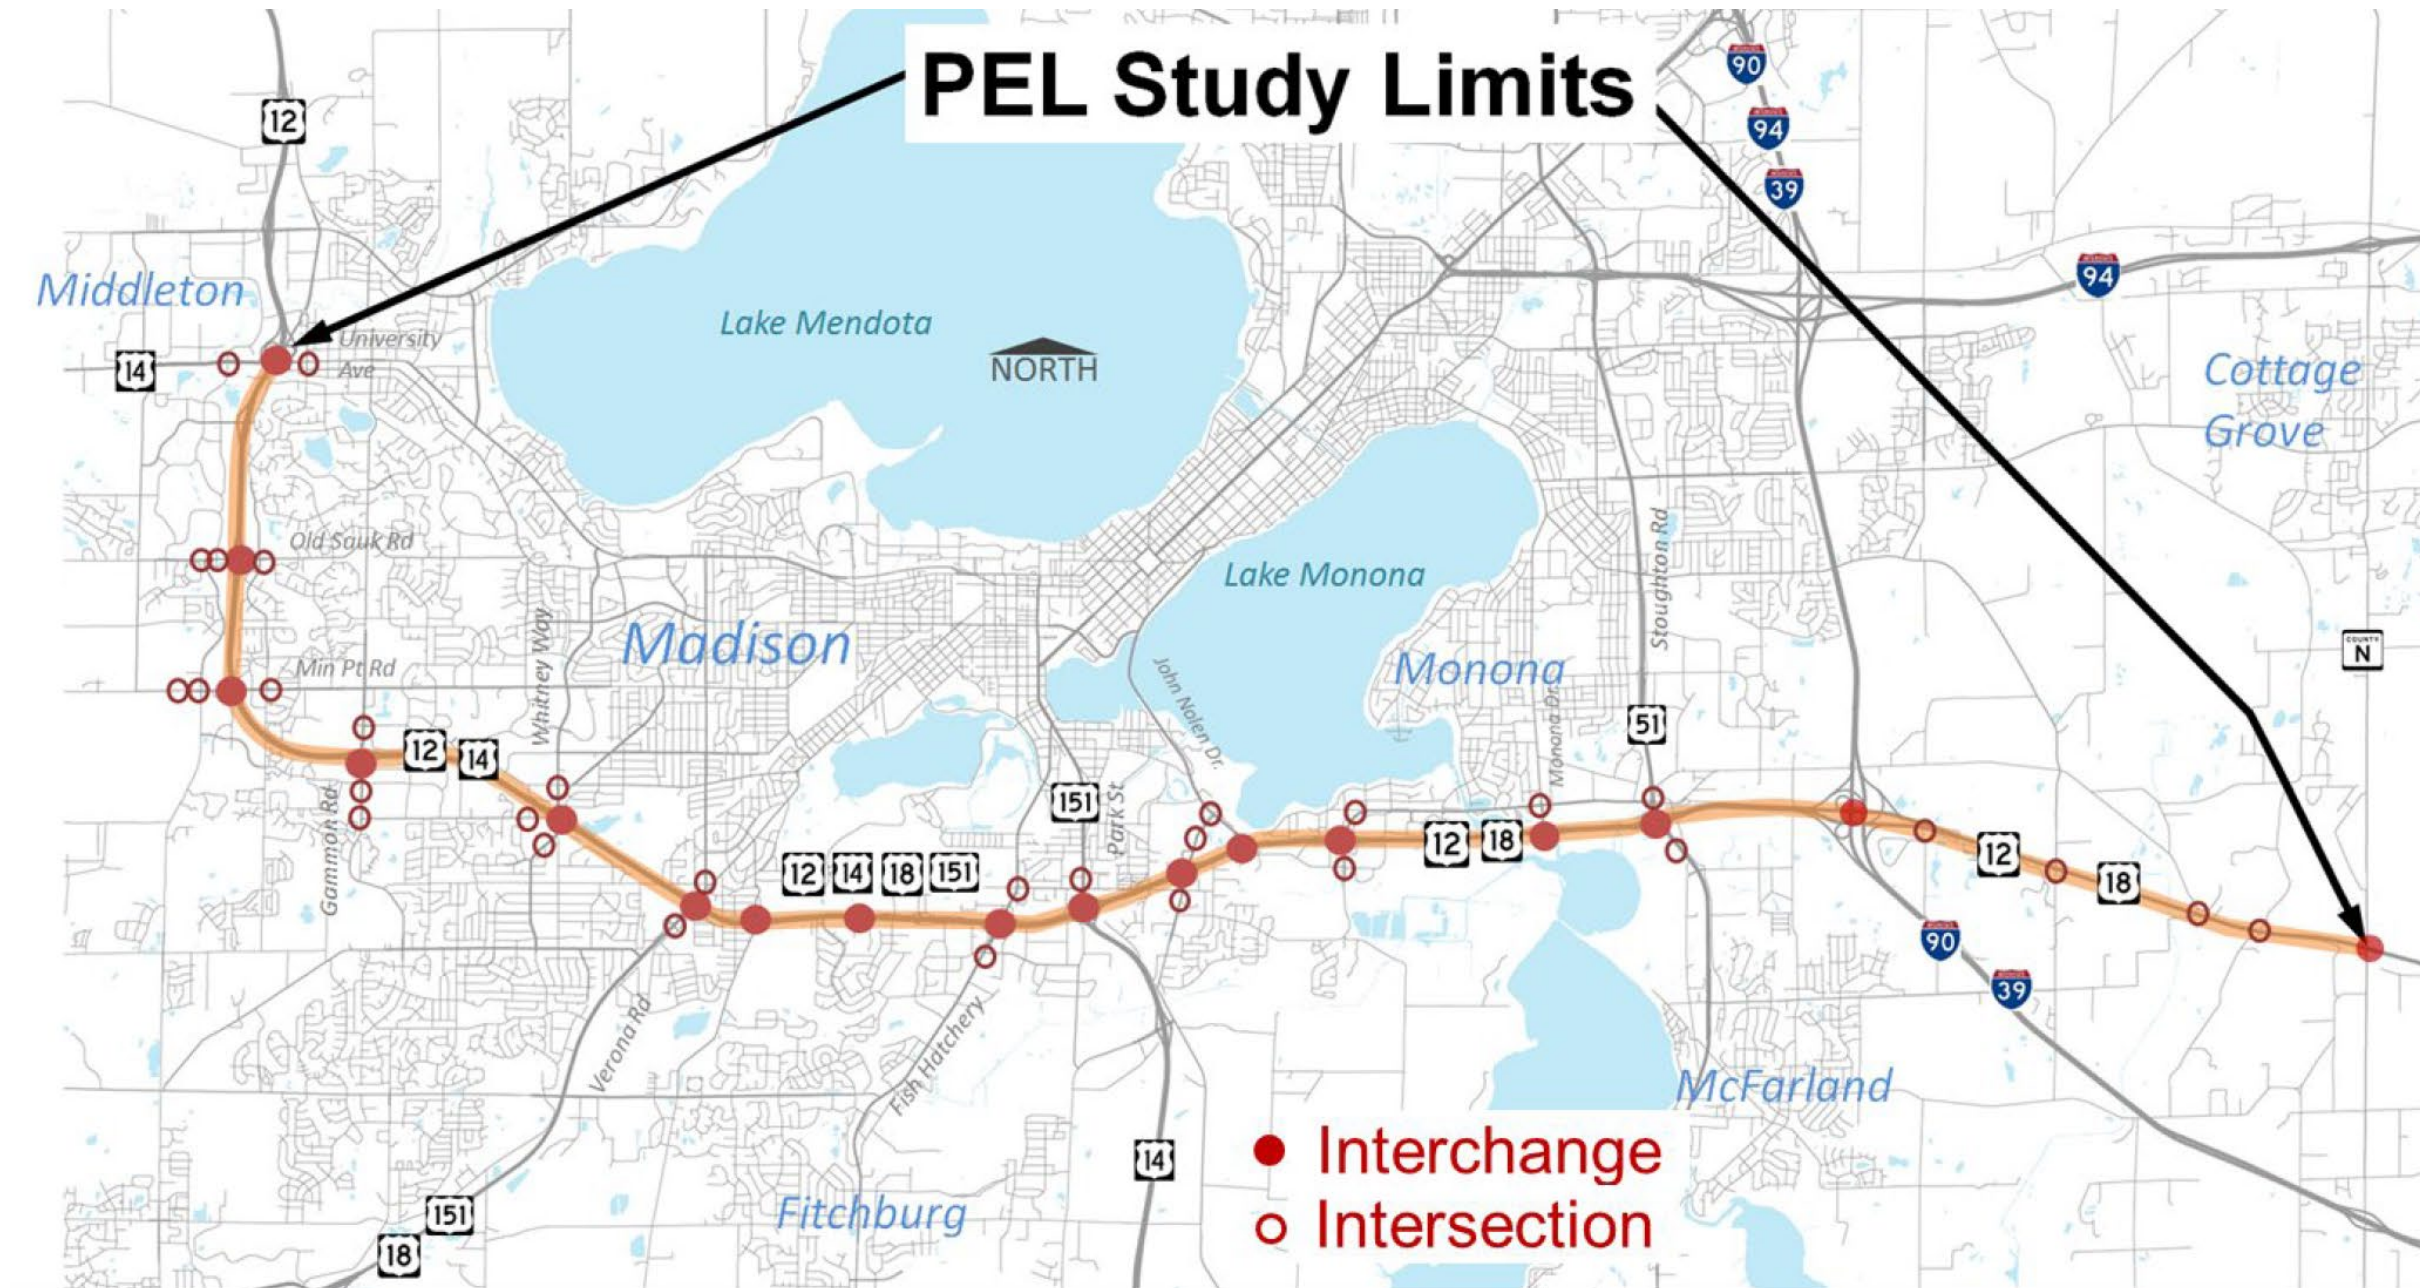 PEL Study Limits
90
94
39
12
Middleton
14
University
Ave
Lake Mendota
NORTH
94
Cottage
Grove
Old Sauk Rd
Min Pt Rd
Whitney Way
Madison
Lake Monona
Stoughton Rd
John Nolen Dr.
Monona
Monona Dr.
COUNTY
N
51
12
14
Gammon Rd
151
Park St
12
14
18
151
12
18
12
18
90
39
Verona Rd
Fish Hatchery
McFarland
14
Fitchburg
151
18
Interchange
Intersection